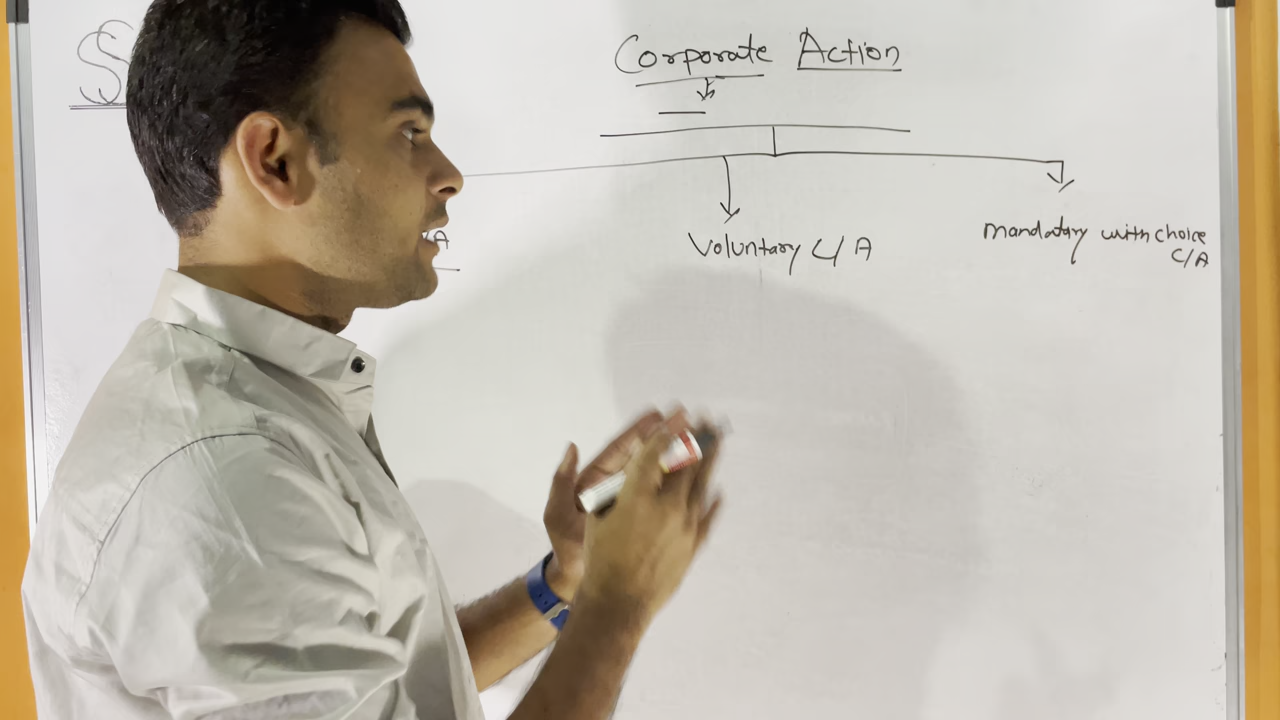 Corporate Action
Voluntary C/A
Mandatory with choice
C/A